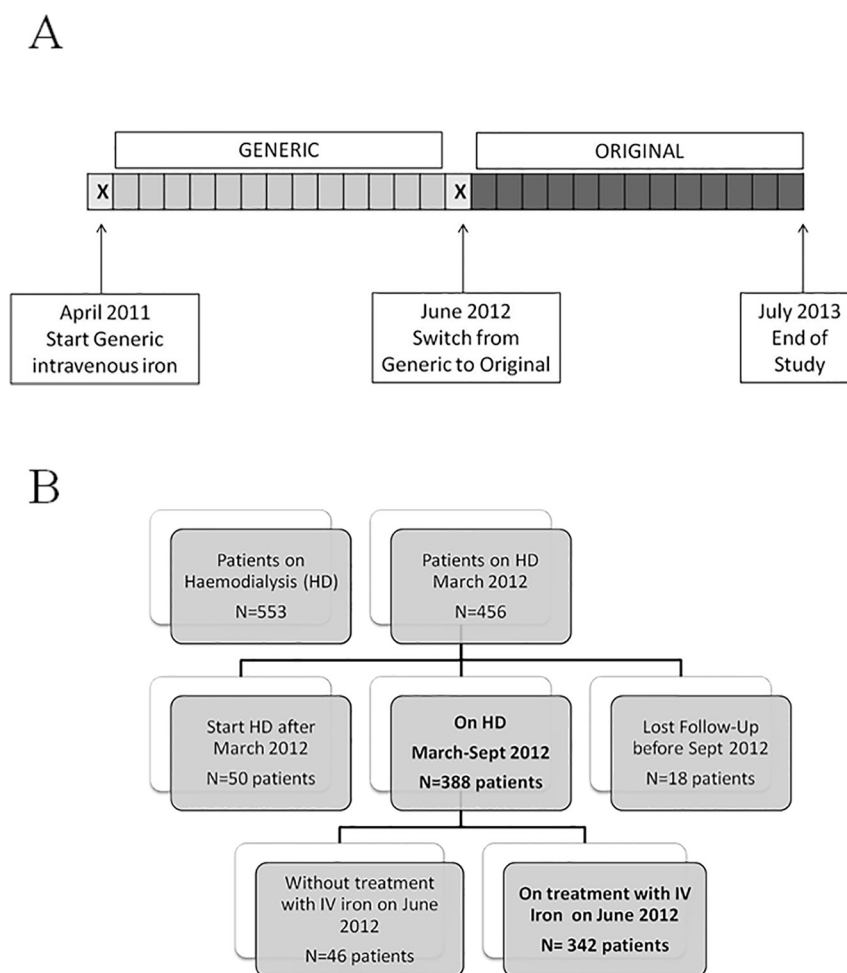 A
GENERIC
ORIGINAL
X
X
April 2011
Start Generic
intravenous iron
June 2012
Switch from
Generic to Original
July 2013
End of
Study
B
Patients on
Haemodialysis (HD)
N=553
Patients on HD
March 2012
N=456
Start HD after
March 2012
N=50 patients
On HD
March-Sept 2012
N=388 patients
Lost Follow-Up
before Sept 2012
N=18 patients
Without treatment
with IV iron on June
2012
N=46 patients
On treatment with IV
Iron on June 2012
N= 342 patients